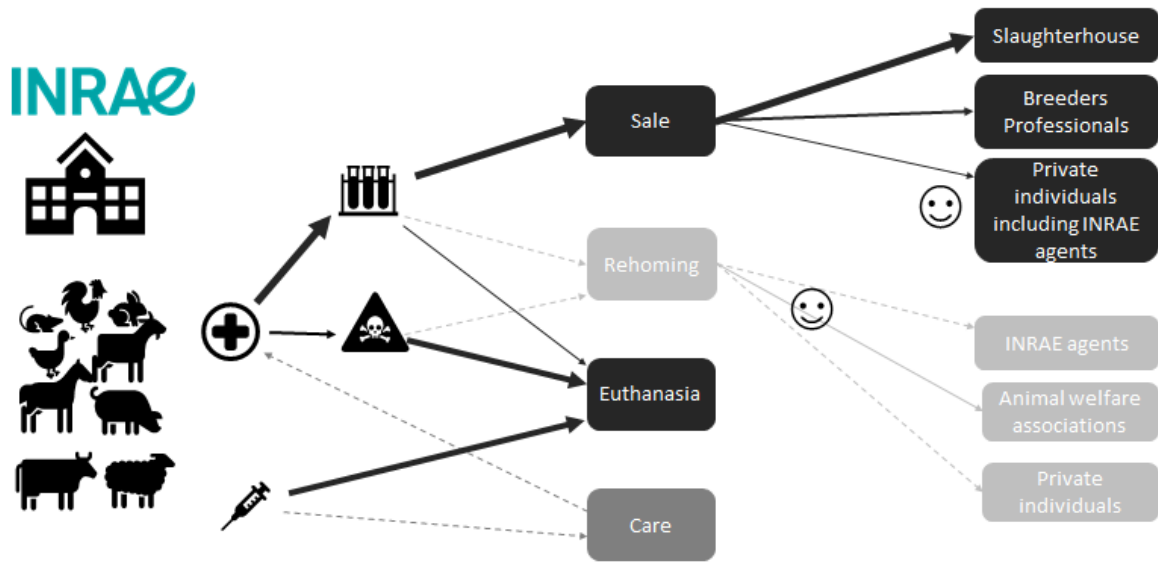 INRAE
Slaughterhouse
Sale
Breeders
Professionals
Private
individuals
including INRAE
agents
Rehoming
INRAE agents
Euthanasia
Animal welfare
associations
Private
individuals
Care